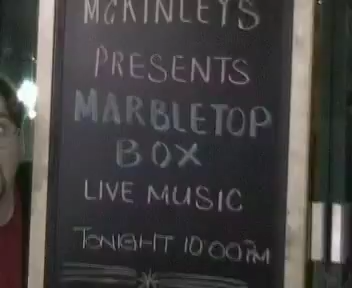 McKINLEYS
PRESENTS
MARBLETOP
BOX
LIVE MUSIC
TONIGHT 10:00PM